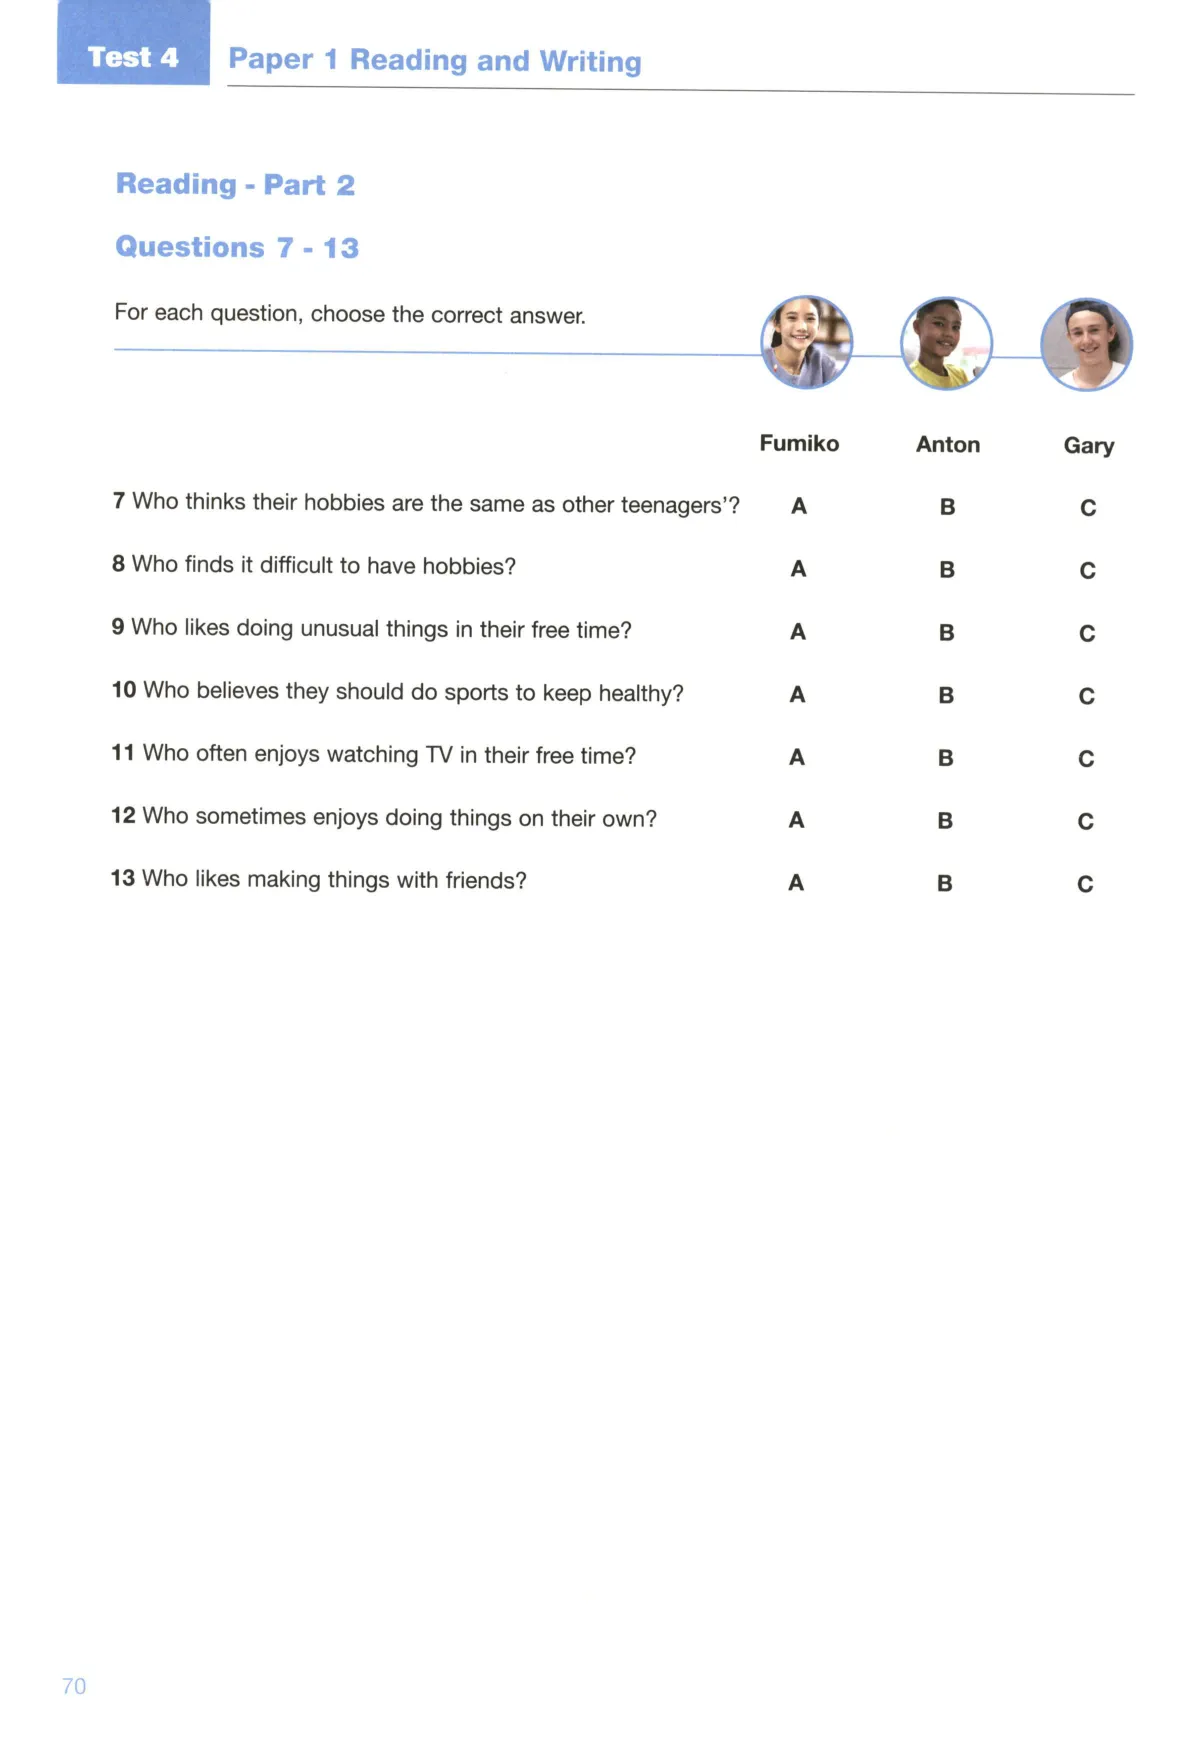 Test 4 Paper 1 Reading and Writing
Reading - Part 2
Questions 7 - 13
For each question, choose the correct answer.
Fumiko Anton Gary
7 Who thinks their hobbies are the same as other teenagers'? A B C
8 Who finds it difficult to have hobbies? A B C
9 Who likes doing unusual things in their free time? A B C
10 Who believes they should do sports to keep healthy? A B C
11 Who often enjoys watching TV in their free time? A B C
12 Who sometimes enjoys doing things on their own? A B C
13 Who likes making things with friends? A B C
70